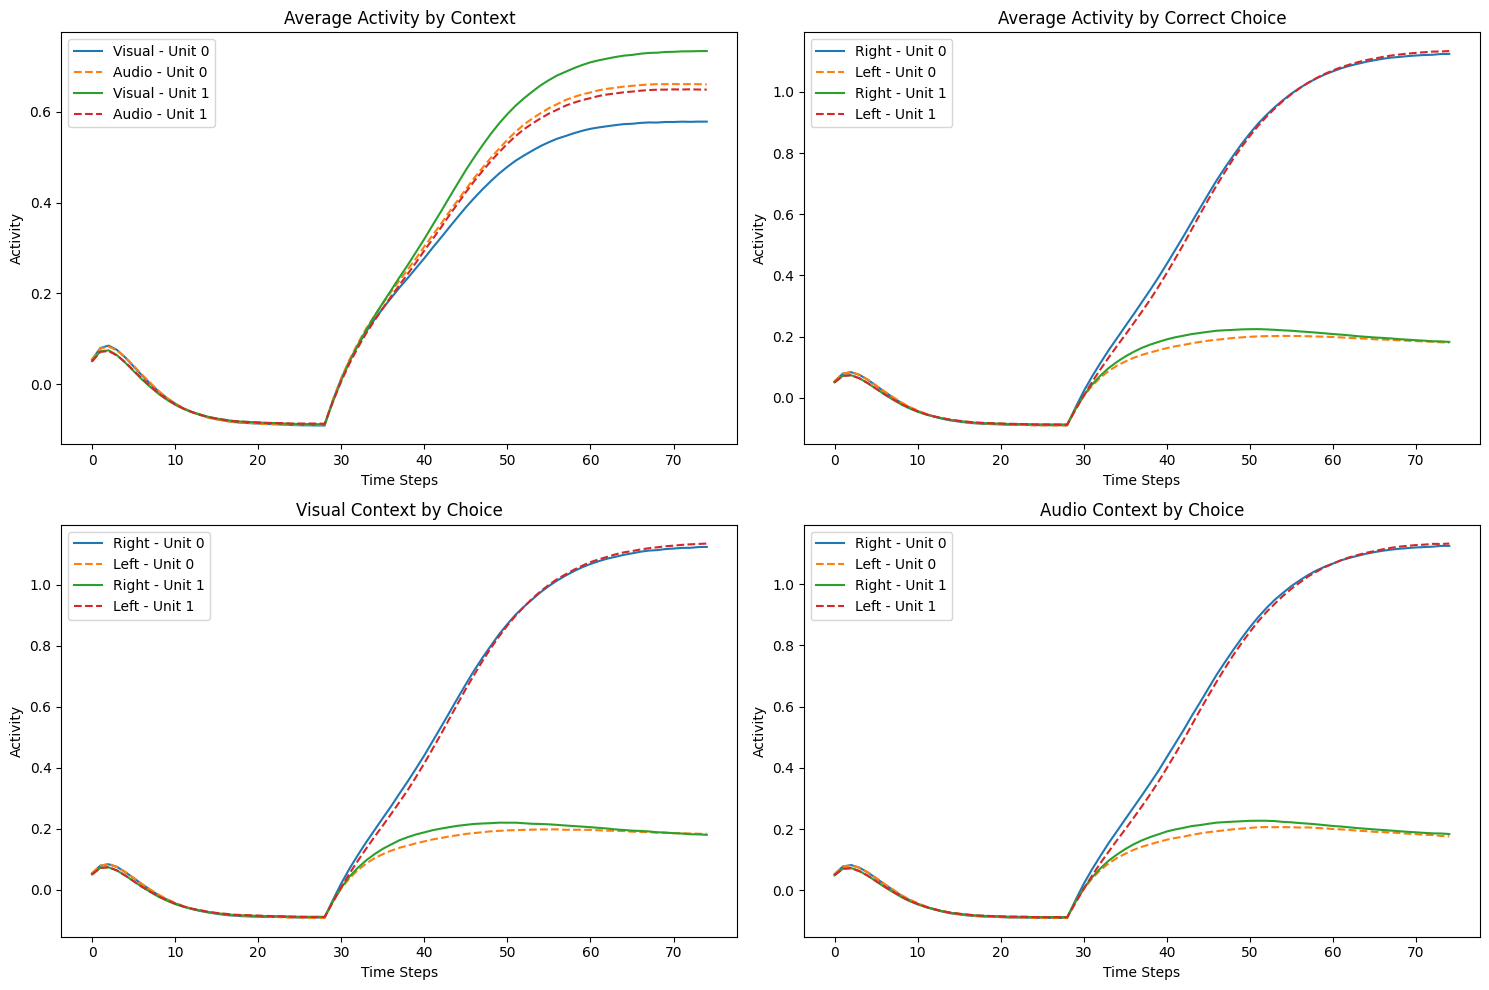 Average Activity by Context
Visual - Unit 0
Audio - Unit 0
Visual - Unit 1
Audio - Unit 1
Activity
0.6
0.4
0.2
0.0
0 10 20 30 40 50 60 70
Time Steps
Average Activity by Correct Choice
Right - Unit 0
Left - Unit 0
Right - Unit 1
Left - Unit 1
Activity
1.0
0.8
0.6
0.4
0.2
0.0
0 10 20 30 40 50 60 70
Time Steps
Visual Context by Choice
Right - Unit 0
Left - Unit 0
Right - Unit 1
Left - Unit 1
Activity
1.0
0.8
0.6
0.4
0.2
0.0
0 10 20 30 40 50 60 70
Time Steps
Audio Context by Choice
Right - Unit 0
Left - Unit 0
Right - Unit 1
Left - Unit 1
Activity
1.0
0.8
0.6
0.4
0.2
0.0
0 10 20 30 40 50 60 70
Time Steps